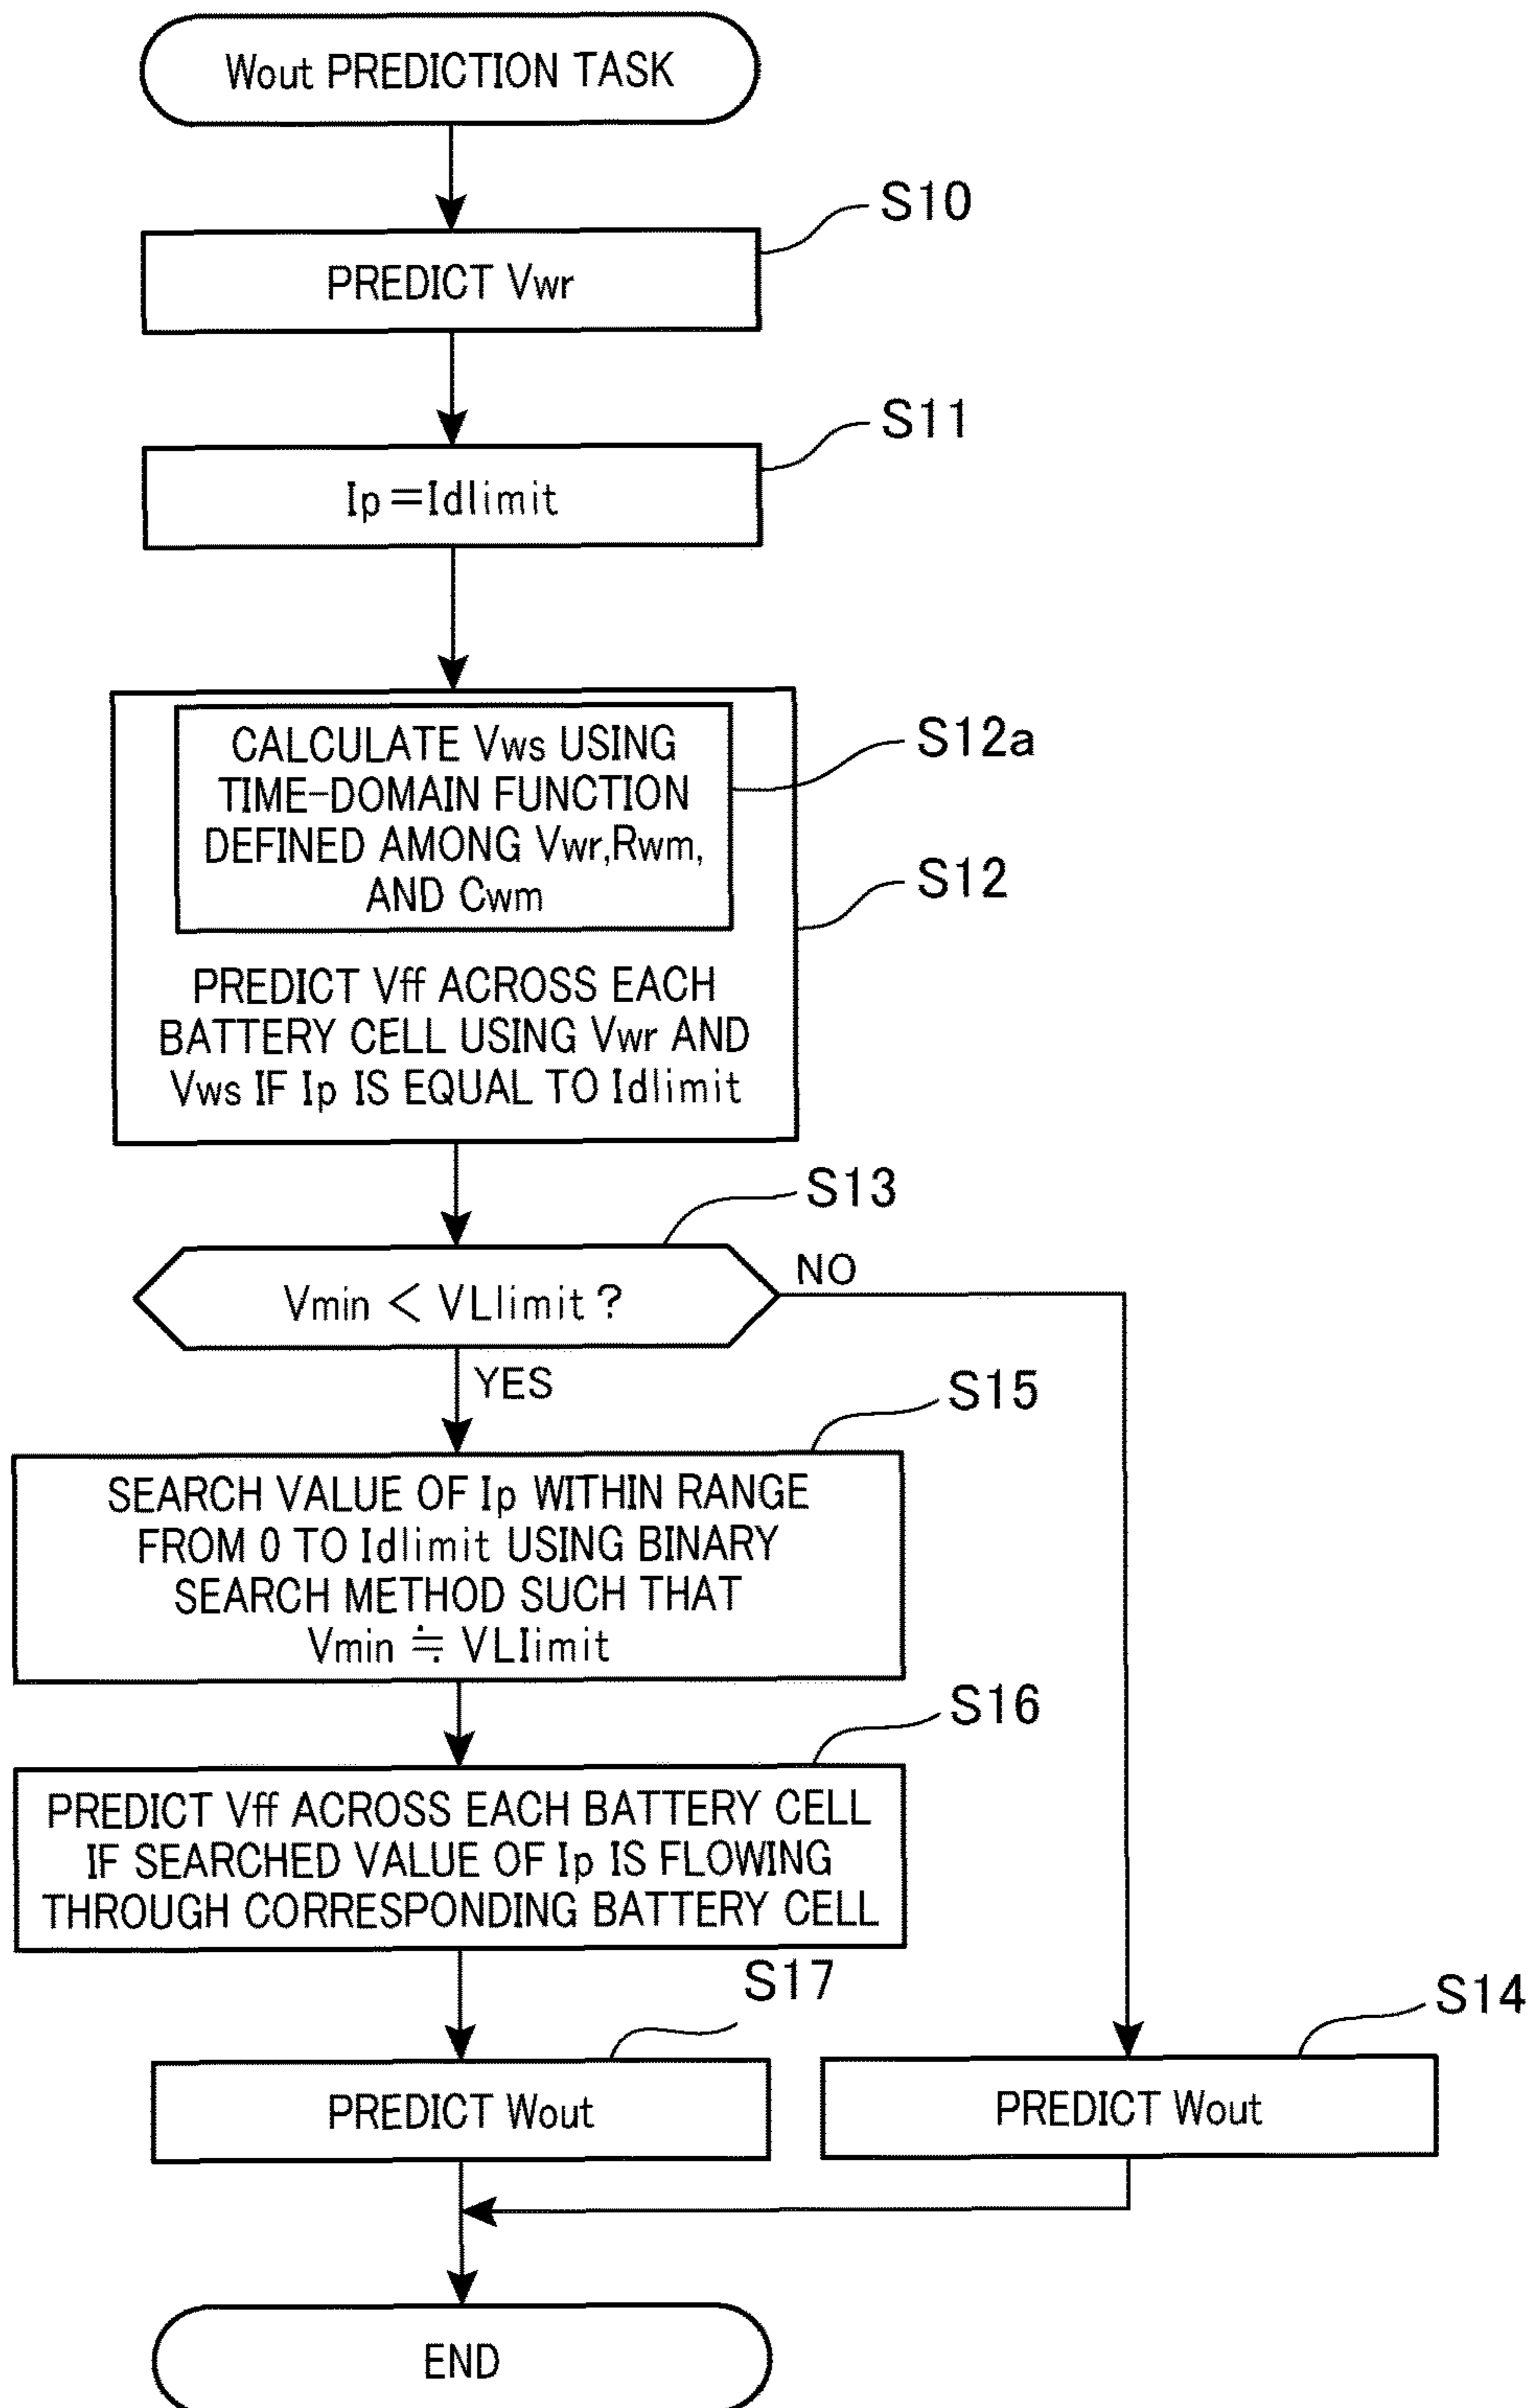 Wout PREDICTION TASK
S10
PREDICT Vwr
S11
Ip＝Idlimit
S12a
CALCULATE Vws USING
TIME-DOMAIN FUNCTION
DEFINED AMONG Vwr,Rwm,
AND Cwm
S12
PREDICT Vff ACROSS EACH
BATTERY CELL USING Vwr AND
Vws IF Ip IS EQUAL TO Idlimit
S13
Vmin < VLlimit ?
NO
YES
S15
SEARCH VALUE OF Ip WITHIN RANGE
FROM 0 TO Idlimit USING BINARY
SEARCH METHOD SUCH THAT
Vmin ≒ VLIimit
S16
PREDICT Vff ACROSS EACH BATTERY CELL
IF SEARCHED VALUE OF Ip IS FLOWING
THROUGH CORRESPONDING BATTERY CELL
S17
S14
PREDICT Wout
PREDICT Wout
END